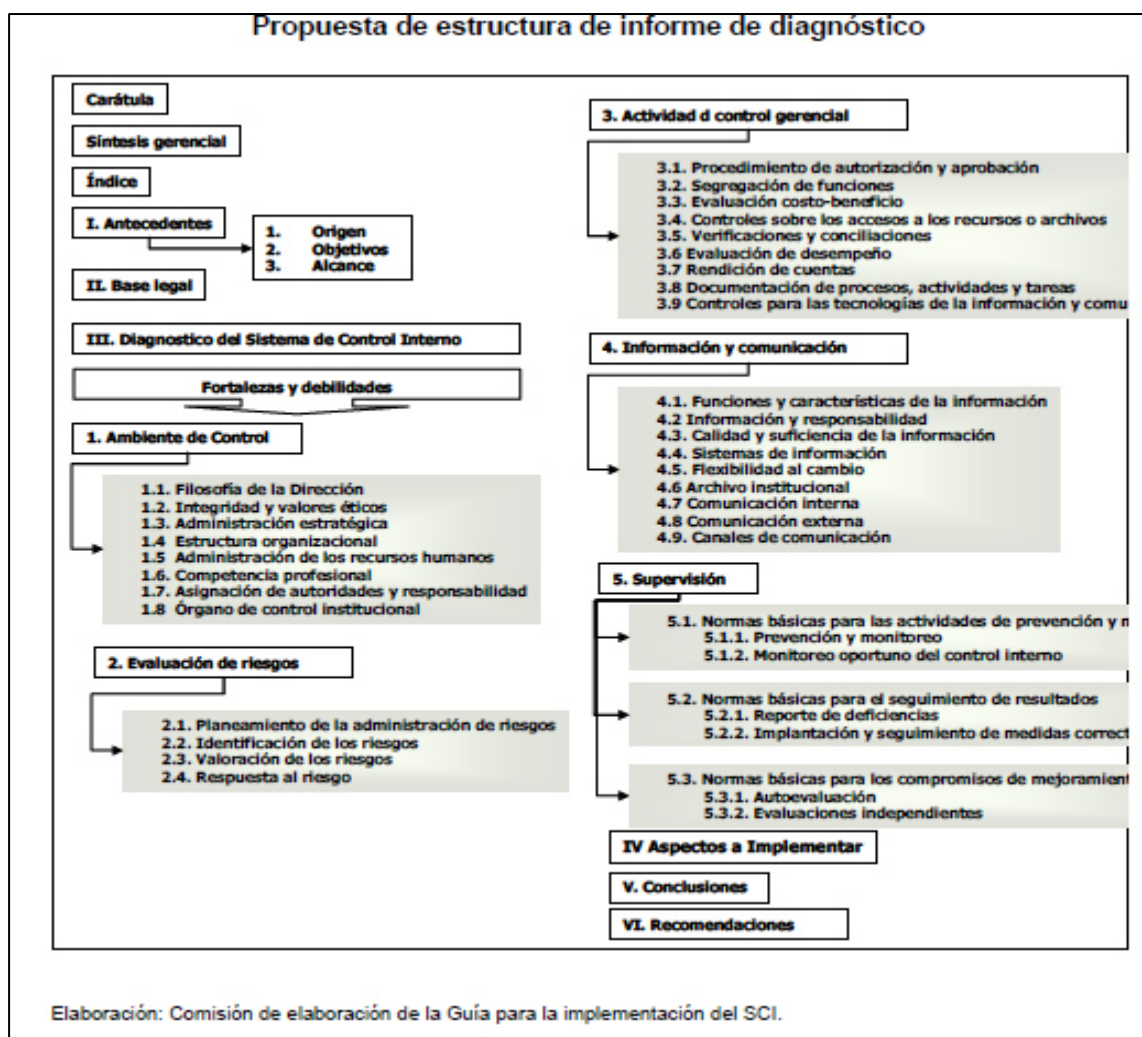 Propuesta de estructura de informe de diagnóstico
Carátula
Síntesis gerencial
Índice
I. Antecedentes
1. Origen
2. Objetivos
3. Alcance
II. Base legal
III. Diagnostico del Sistema de Control Interno
Fortalezas y debilidades
1. Ambiente de Control
1.1. Filosofía de la Dirección
1.2. Integridad y valores éticos
1.3. Administración estratégica
1.4 Estructura organizacional
1.5 Administración de los recursos humanos
1.6. Competencia profesional
1.7. Asignación de autoridades y responsabilidad
1.8 Órgano de control institucional
2. Evaluación de riesgos
2.1. Planeamiento de la administración de riesgos
2.2. Identificación de los riesgos
2.3. Valoración de los riesgos
2.4. Respuesta al riesgo
3. Actividad d control gerencial
3.1. Procedimiento de autorización y aprobación
3.2. Segregación de funciones
3.3. Evaluación costo-beneficio
3.4. Controles sobre los accesos a los recursos o archivos
3.5. Verificaciones y conciliaciones
3.6 Evaluación de desempeño
3.7 Rendición de cuentas
3.8 Documentación de procesos, actividades y tareas
3.9 Controles para las tecnologías de la información y comu
4. Información y comunicación
4.1. Funciones y características de la información
4.2 Información y responsabilidad
4.3. Calidad y suficiencia de la información
4.4. Sistemas de información
4.5. Flexibilidad al cambio
4.6 Archivo institucional
4.7 Comunicación interna
4.8 Comunicación externa
4.9. Canales de comunicación
5. Supervisión
5.1. Normas básicas para las actividades de prevención y m
5.1.1. Prevención y monitoreo
5.1.2. Monitoreo oportuno del control interno
5.2. Normas básicas para el seguimiento de resultados
5.2.1. Reporte de deficiencias
5.2.2. Implantación y seguimiento de medidas correct
5.3. Normas básicas para los compromisos de mejoramien
5.3.1. Autoevaluación
5.3.2. Evaluaciones independientes
IV Aspectos a Implementar
V. Conclusiones
VI. Recomendaciones
Elaboración: Comisión de elaboración de la Guía para la implementación del SCI.